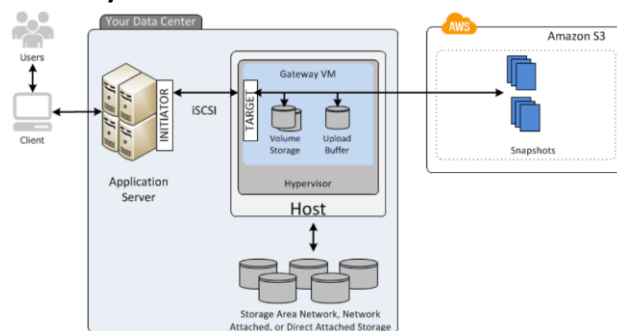 Your Data Center
AWS
Amazon S3
Users
Client
INITIATOR
iSCSI
TARGET
Gateway VM
Volume
Storage
Upload
Buffer
Hypervisor
Host
Application
Server
Snapshots
Storage Area Network, Network
Attached, or Direct Attached Storage